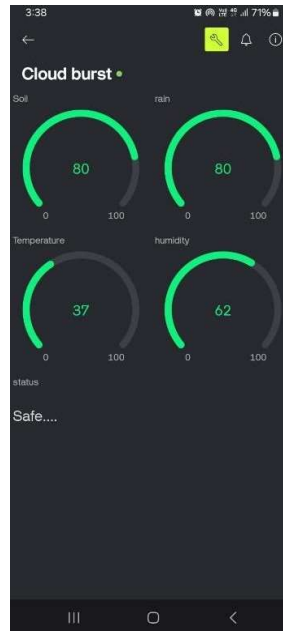 3:38 71%
Cloud burst
Soil rain
80 80
0 100 0 100
Temperature humidity
37 62
0 100 0 100
status
Safe....